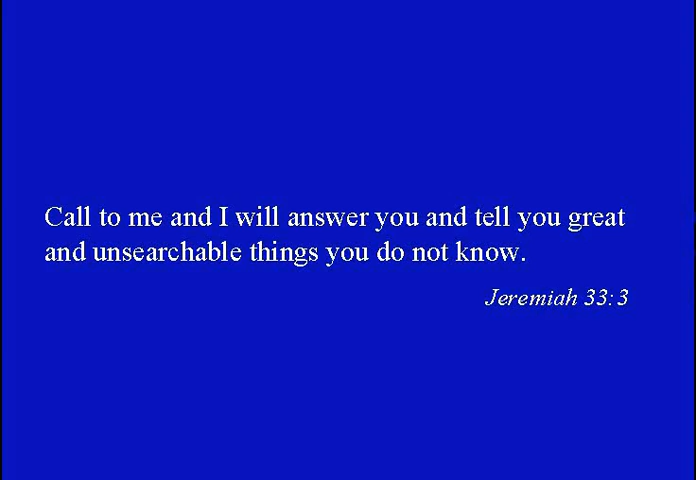 Call to me and I will answer you and tell you great
and unsearchable things you do not know.
Jeremiah 33:3